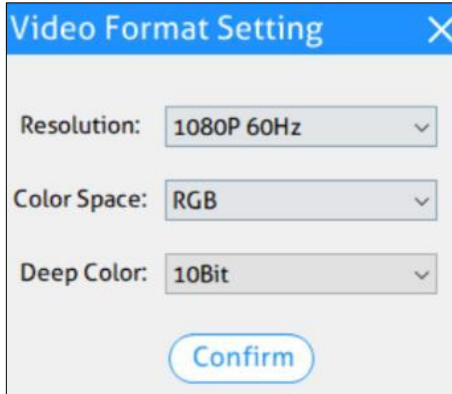 Video Format Setting
Resolution: 1080P 60Hz
Color Space: RGB
Deep Color: 10Bit
Confirm